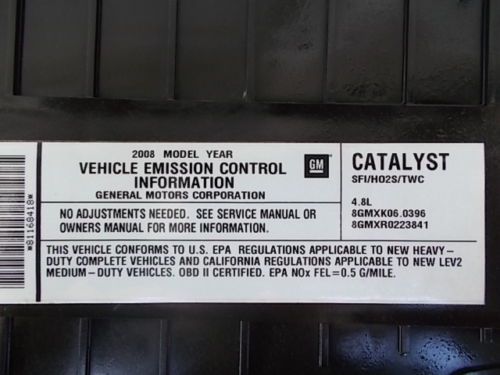 2008 MODEL YEAR
VEHICLE EMISSION CONTROL
INFORMATION
GENERAL MOTORS CORPORATION
GM
CATALYST
SFI/HO2S/TWC
4.8L
8GMXK06.0396
8GMXR0223841
NO ADJUSTMENTS NEEDED. SEE SERVICE MANUAL OR
OWNERS MANUAL FOR MORE INFORMATION.
THIS VEHICLE CONFORMS TO U.S. EPA REGULATIONS APPLICABLE TO NEW HEAVY-
DUTY COMPLETE VEHICLES AND CALIFORNIA REGULATIONS APPLICABLE TO NEW LEV2
MEDIUM-DUTY VEHICLES. OBD II CERTIFIED. EPA NOx FEL=0.5 G/MILE.
*81168418*